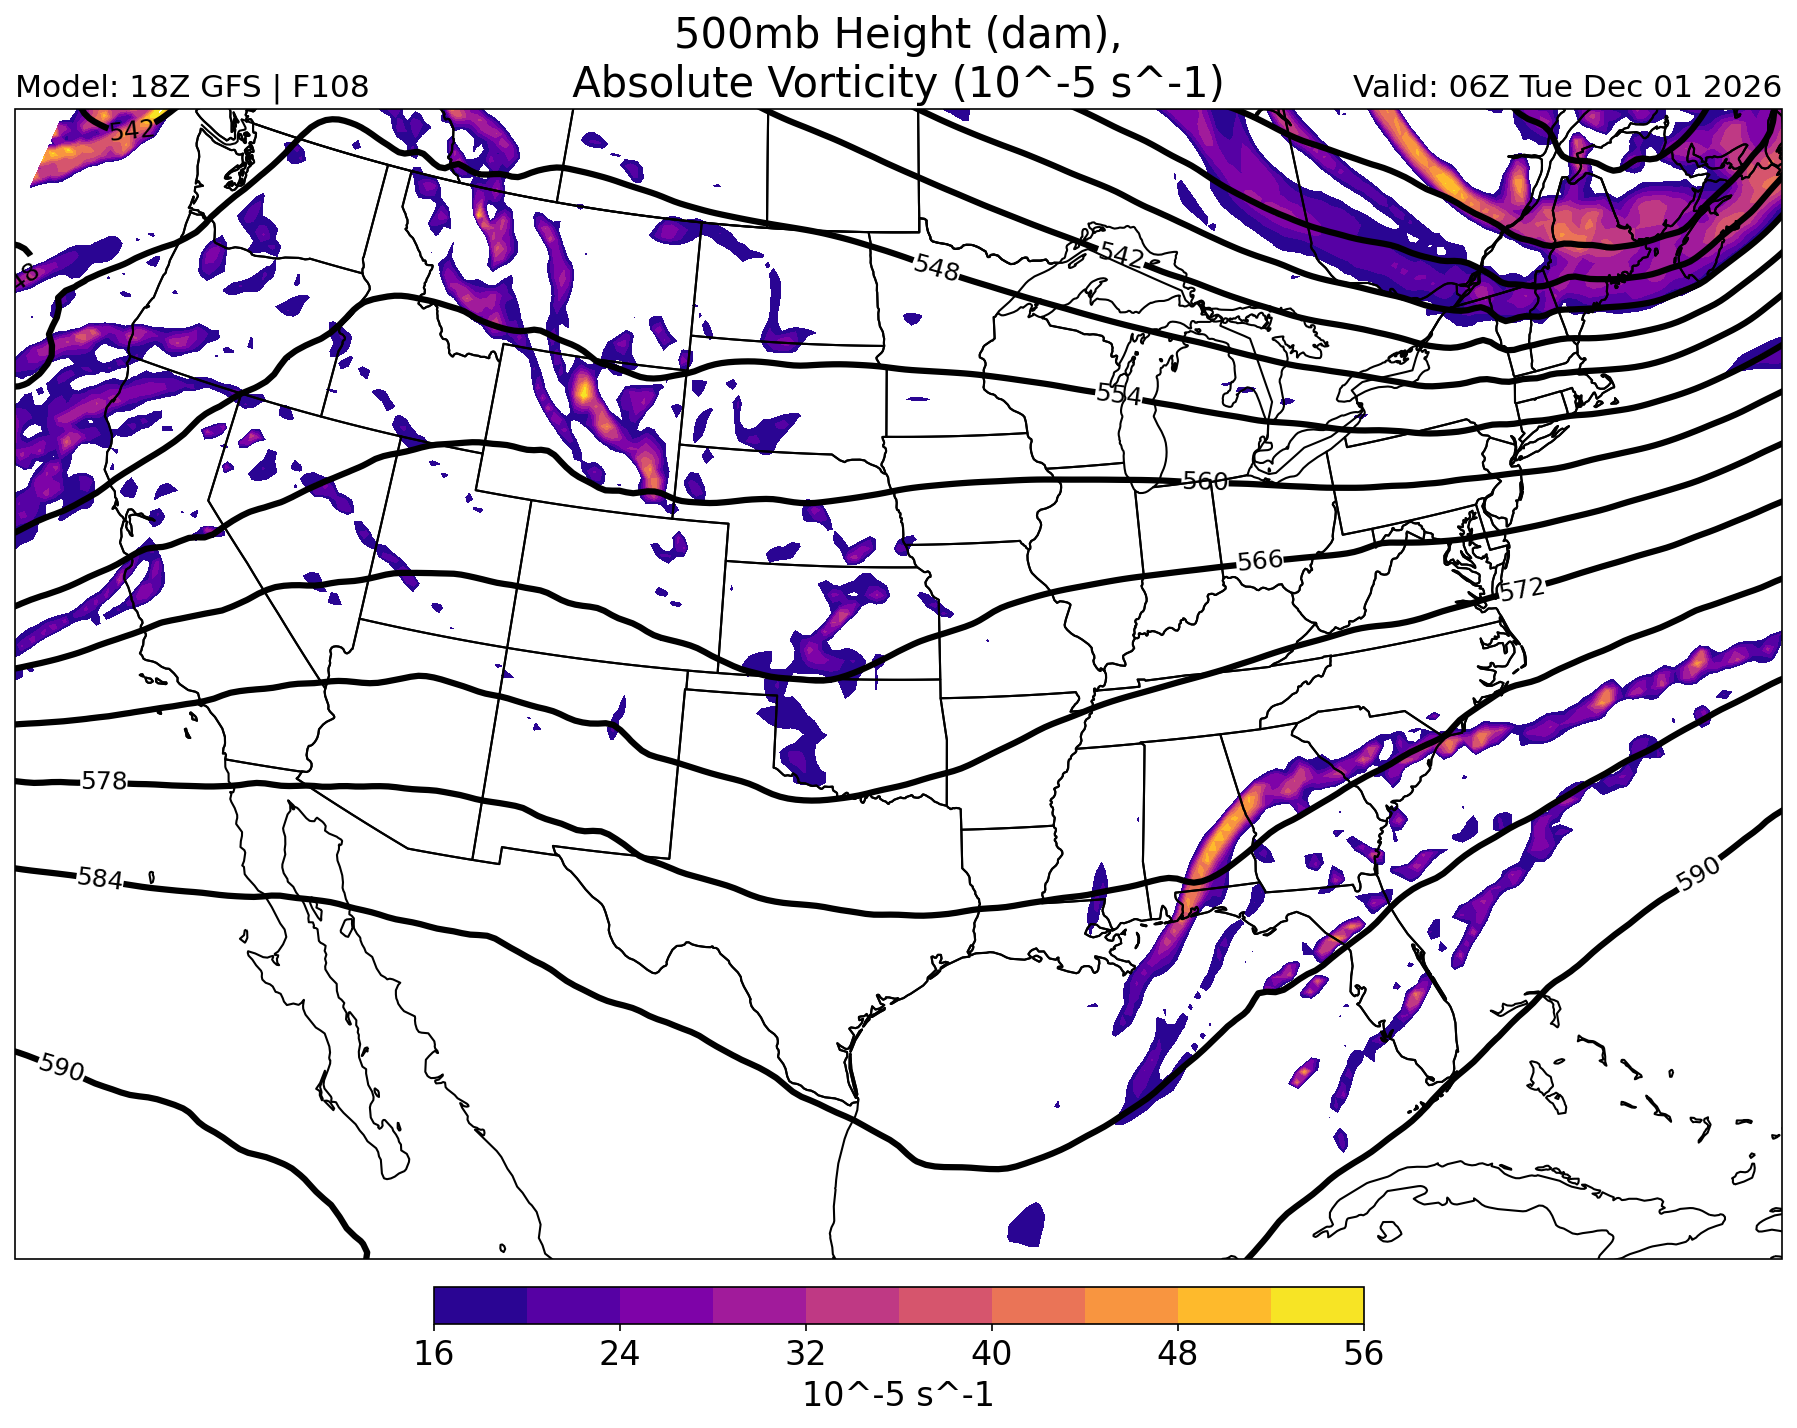 500mb Height (dam),
Model: 18Z GFS | F108
Absolute Vorticity (10^-5 s^-1)
Valid: 06Z Tue Dec 01 2026
542
48
542
548
554
560
566
572
578
584
590
590
16 24 32 40 48 56
10^-5 s^-1